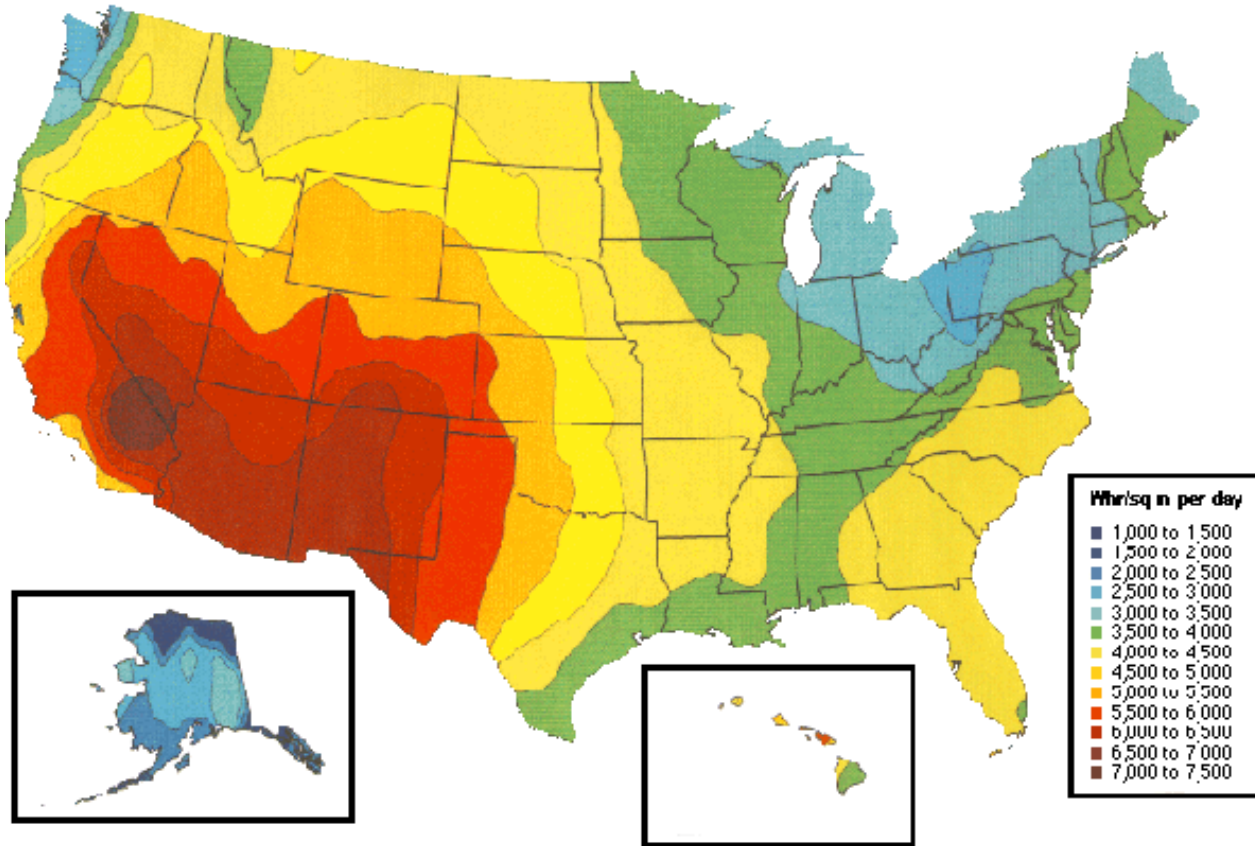 Whr/sq m per day
1,000 to 1,500
1,500 to 2,000
2,000 to 2,500
2,500 to 3,000
3,000 to 3,500
3,500 to 4,000
4,000 to 4,500
4,500 to 5,000
5,000 to 5,500
5,500 to 6,000
6,000 to 6,500
6,500 to 7,000
7,000 to 7,500